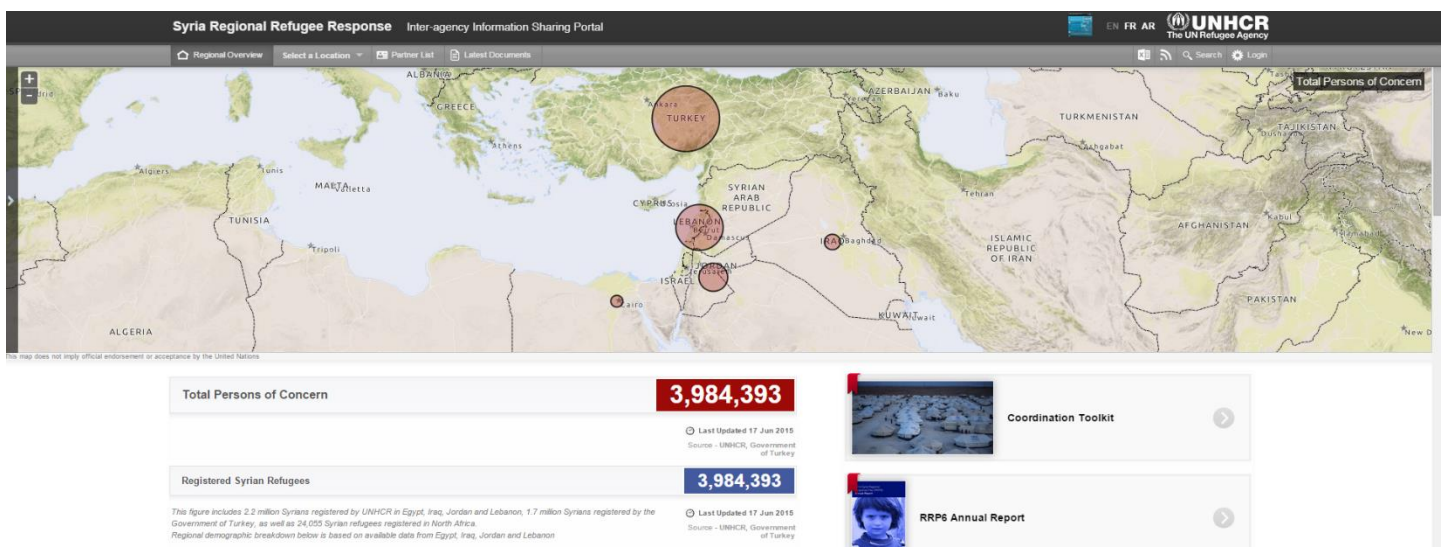 Syria Regional Refugee Response Inter-agency Information Sharing Portal
EN FR AR
UNHCR
The UN Refugee Agency
Regional Overview Select a Location Partner List Latest Documents
Search Login
+
-
Total Persons of Concern
ALBANIA
GREECE
Ankara
TURKEY
AZERBAIJAN
Baku
Yerevan
TURKMENISTAN
TAJIKISTAN
Ashgabat
Athens
Algiers
Tunis
MALTA
Valletta
TUNISIA
Tripoli
CYPRUS
SYRIAN
ARAB
REPUBLIC
LEBANON
Beirut
Damascus
IRAQ
Baghdad
Tehran
ISLAMIC
REPUBLIC
OF IRAN
AFGHANISTAN
Kabul
Islamabad
JORDAN
Jerusalem
ISRAEL
Cairo
KUWAIT
Kuwait
PAKISTAN
ALGERIA
New D
This map does not imply official endorsement or acceptance by the United Nations
Total Persons of Concern 3,984,393
Last Updated 17 Jun 2015
Source - UNHCR, Government
of Turkey
Registered Syrian Refugees 3,984,393
This figure includes 2.2 million Syrians registered by UNHCR in Egypt, Iraq, Jordan and Lebanon, 1.7 million Syrians registered by the
Government of Turkey, as well as 24,055 Syrian refugees registered in North Africa.
Regional demographic breakdown below is based on available data from Egypt, Iraq, Jordan and Lebanon
Last Updated 17 Jun 2015
Source - UNHCR, Government
of Turkey
Coordination Toolkit
RRP6 Annual Report